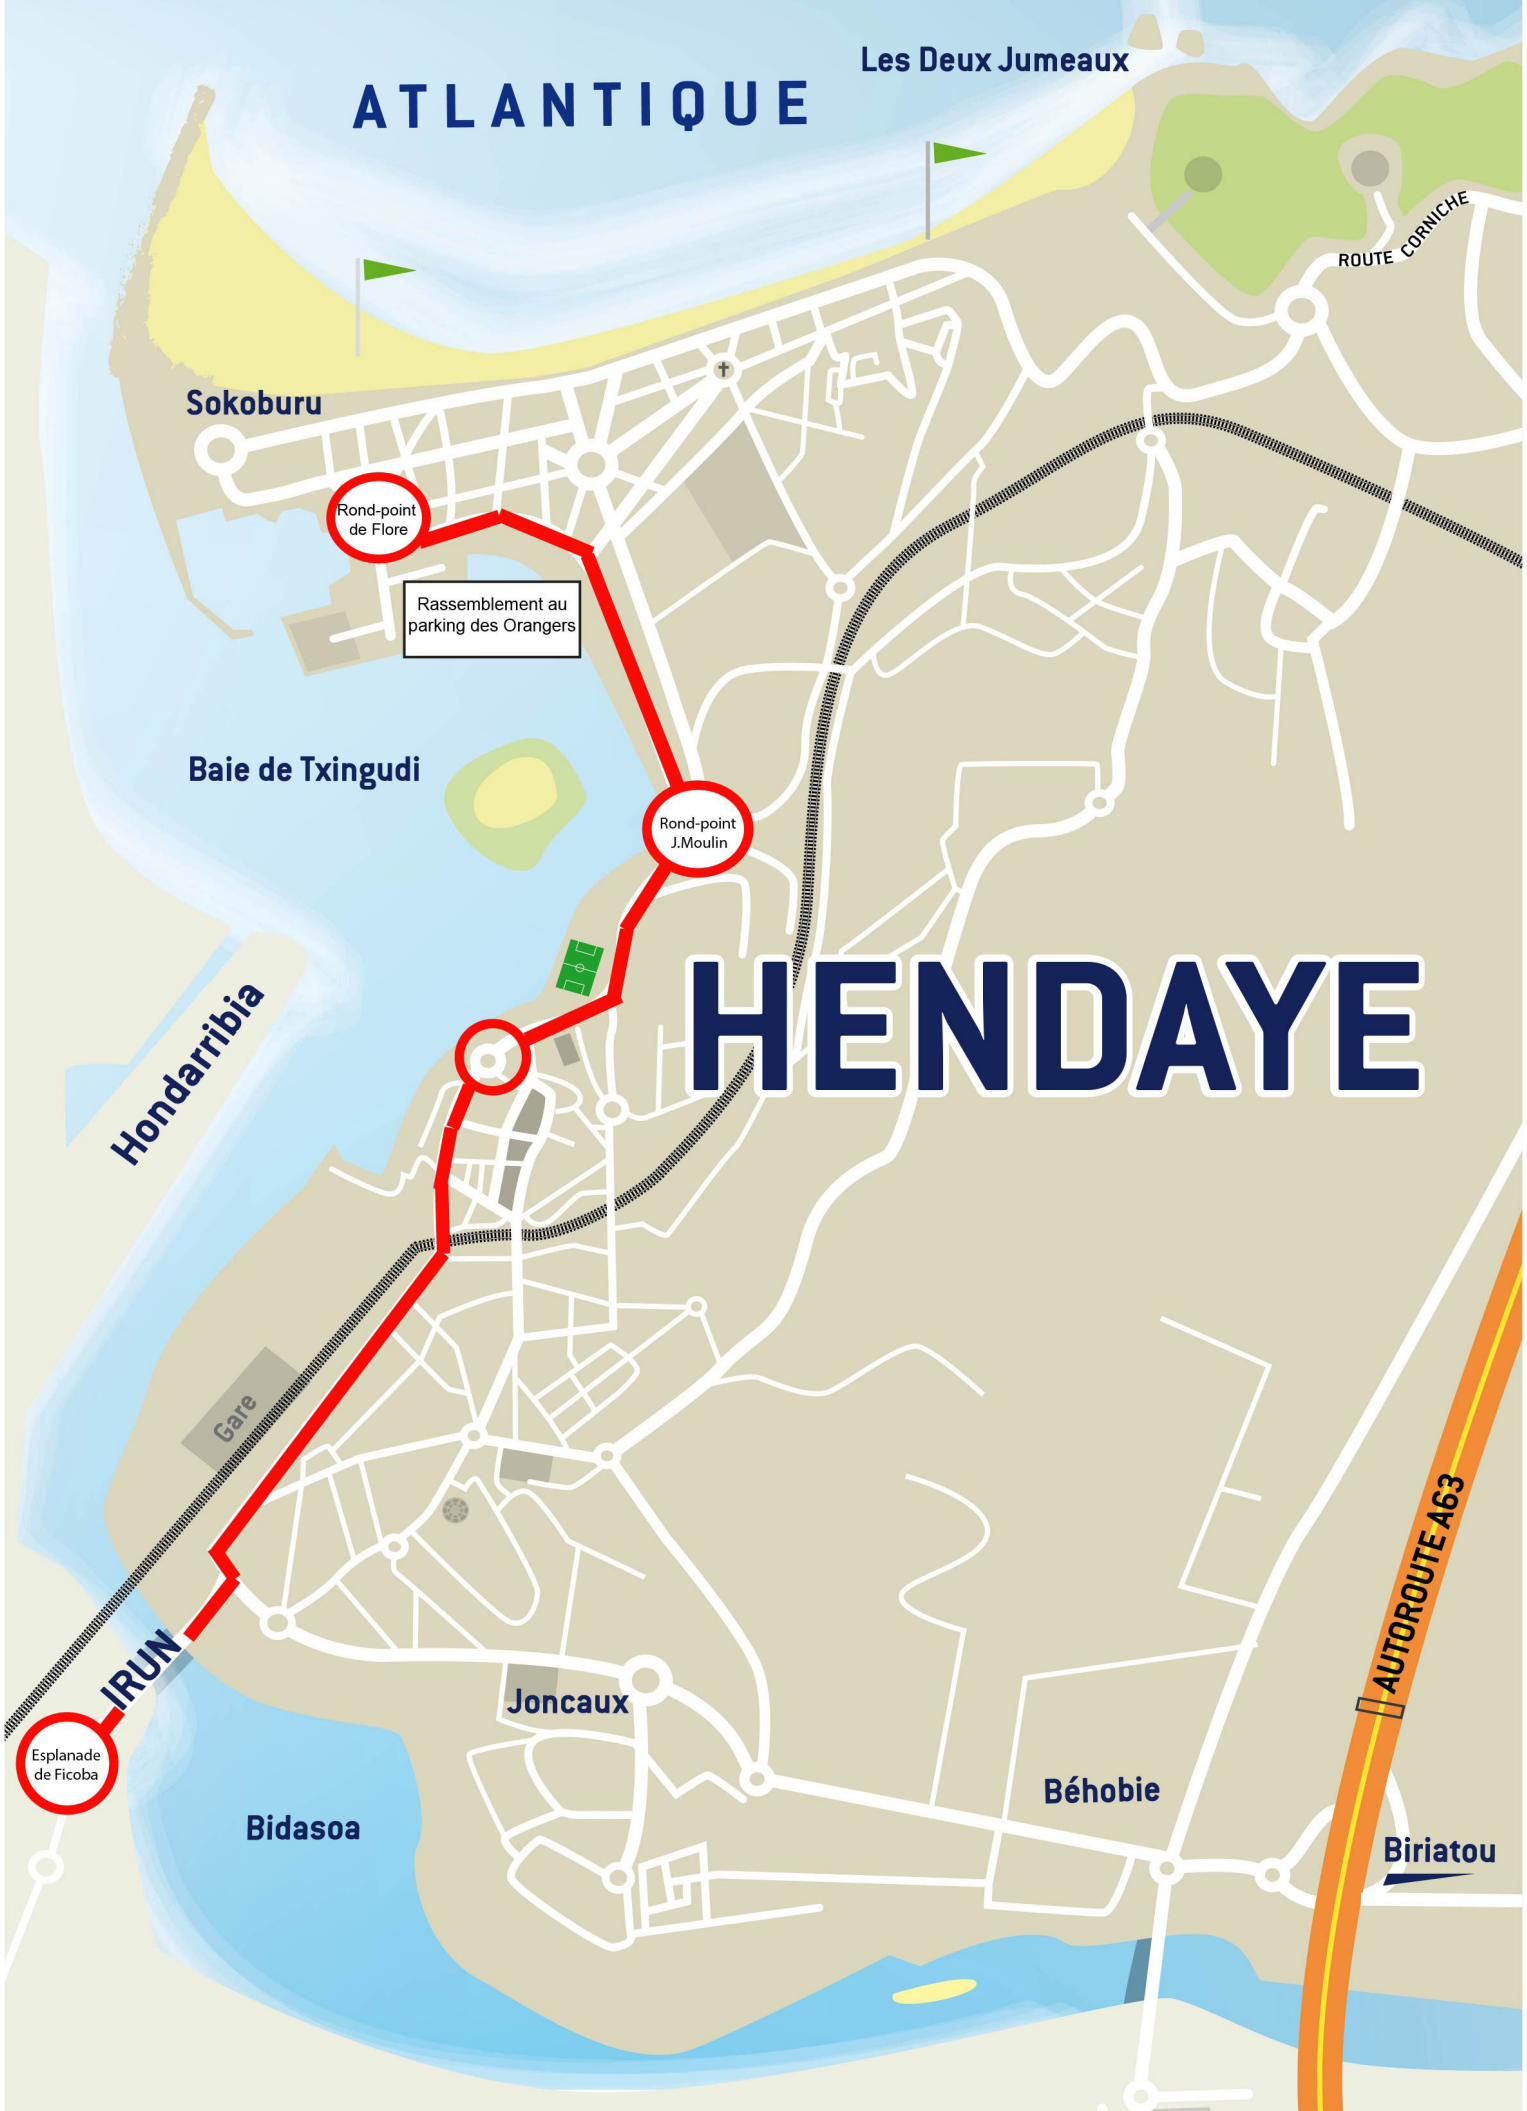 Les Deux Jumeaux
ATLANTIQUE
ROUTE CORNICHE
Sokoburu
Rond-point
de Flore
Rassemblement au
parking des Orangers
Baie de Txingudi
Rond-point
J.Moulin
HENDAYE
Hondarribia
Gare
AUTOROUTE A63
IRUN
Joncaux
Esplanade
de Ficoba
Béhobie
Bidasoa
Biriatou